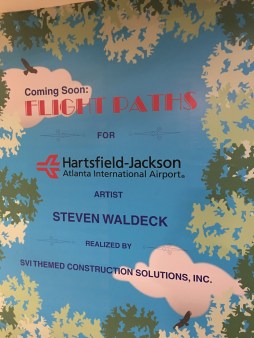 Coming Soon:
FLIGHT PATHS
FOR
Hartsfield-Jackson
Atlanta International Airport®
ARTIST
STEVEN WALDECK
REALIZED BY
SVI THEMED CONSTRUCTION SOLUTIONS, INC.